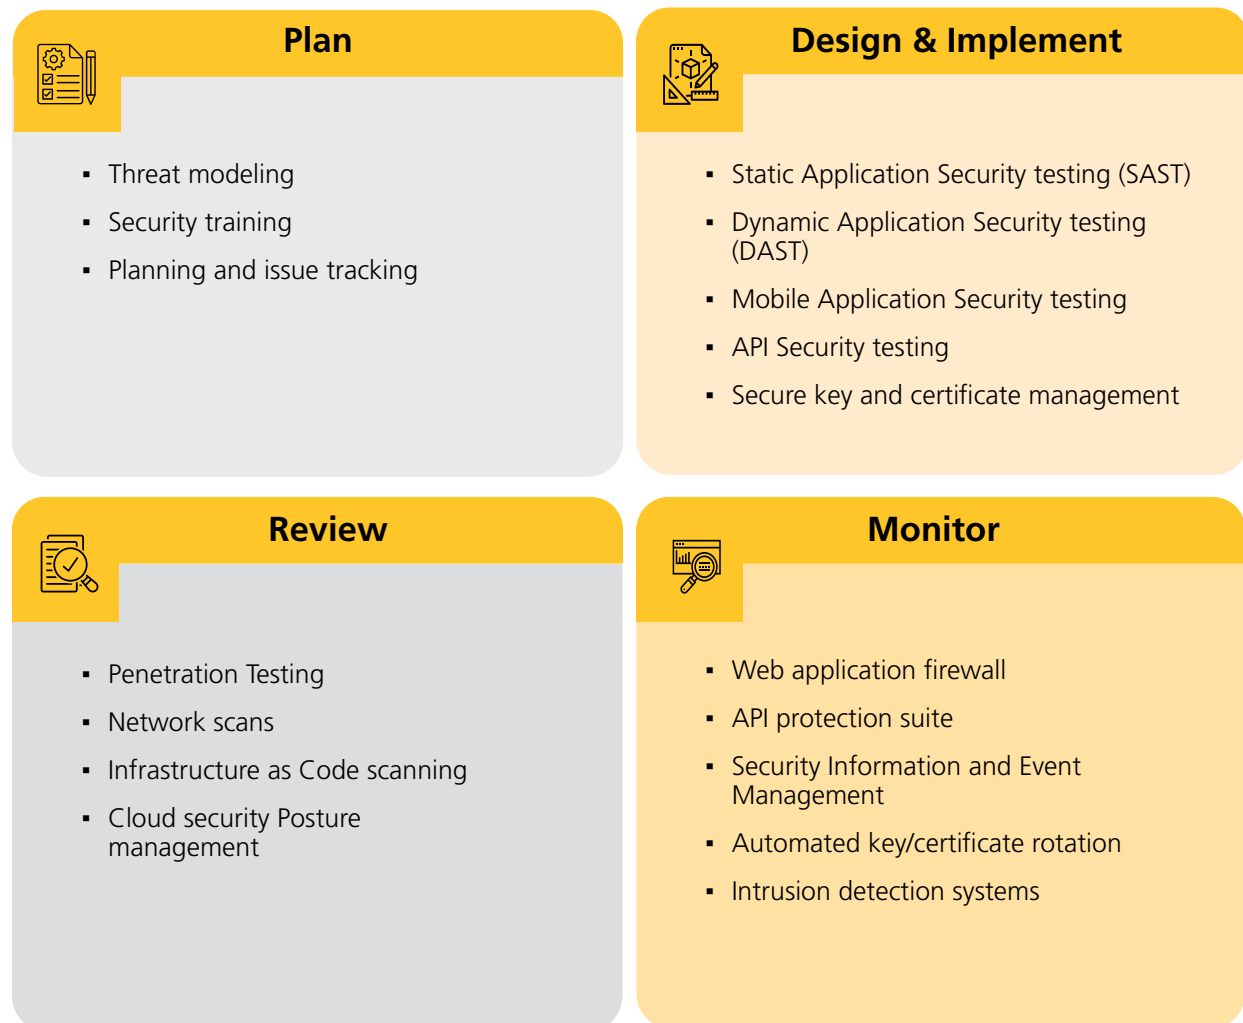 Plan
▪ Threat modeling
▪ Security training
▪ Planning and issue tracking
Design & Implement
▪ Static Application Security testing (SAST)
▪ Dynamic Application Security testing
(DAST)
▪ Mobile Application Security testing
▪ API Security testing
▪ Secure key and certificate management
Review
▪ Penetration Testing
▪ Network scans
▪ Infrastructure as Code scanning
▪ Cloud security Posture
management
Monitor
▪ Web application firewall
▪ API protection suite
▪ Security Information and Event
Management
▪ Automated key/certificate rotation
▪ Intrusion detection systems